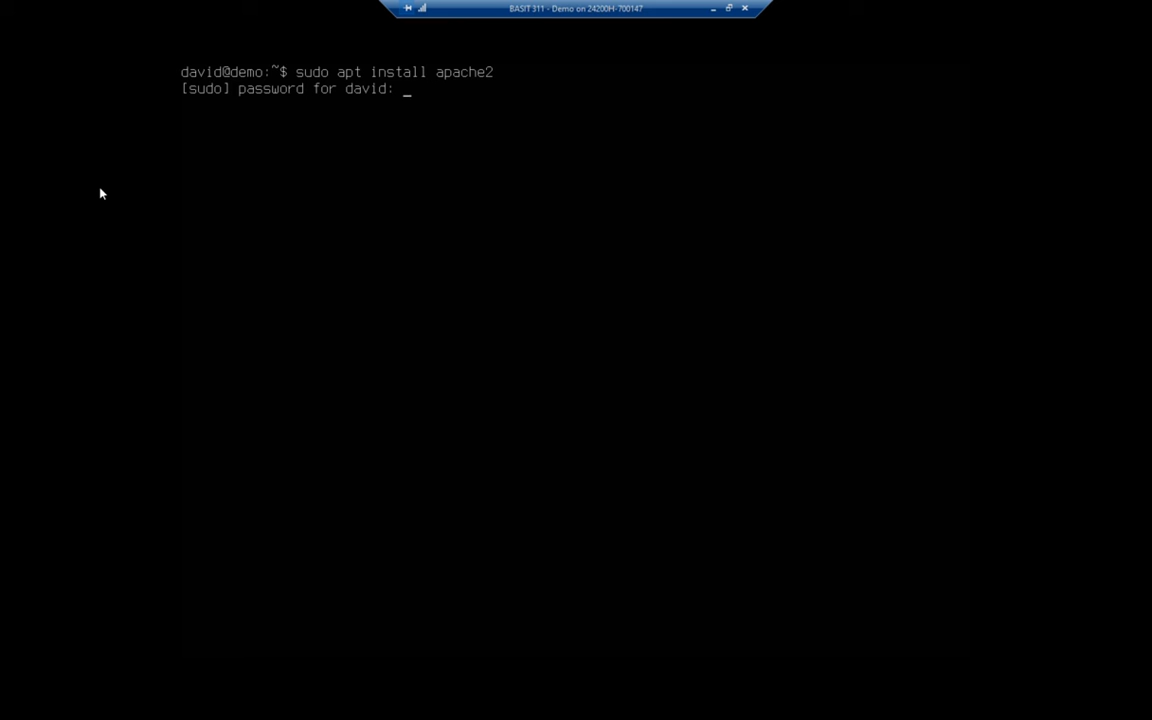 BASIT 311 - Demo on 24200H-700147
david@demo:~$ sudo apt install apache2
[sudo] password for david: _